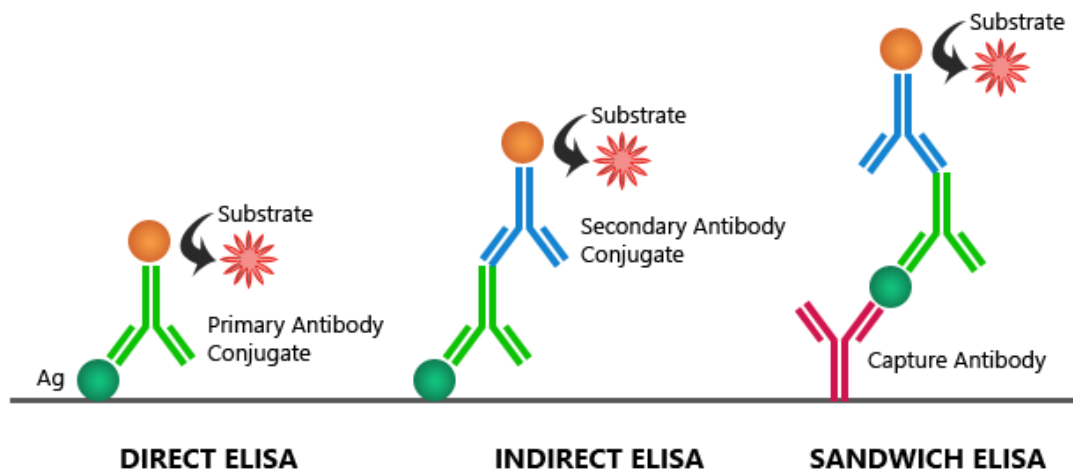 Substrate
Primary Antibody
Conjugate
Ag
DIRECT ELISA
Substrate
Secondary Antibody
Conjugate
INDIRECT ELISA
Substrate
Capture Antibody
SANDWICH ELISA